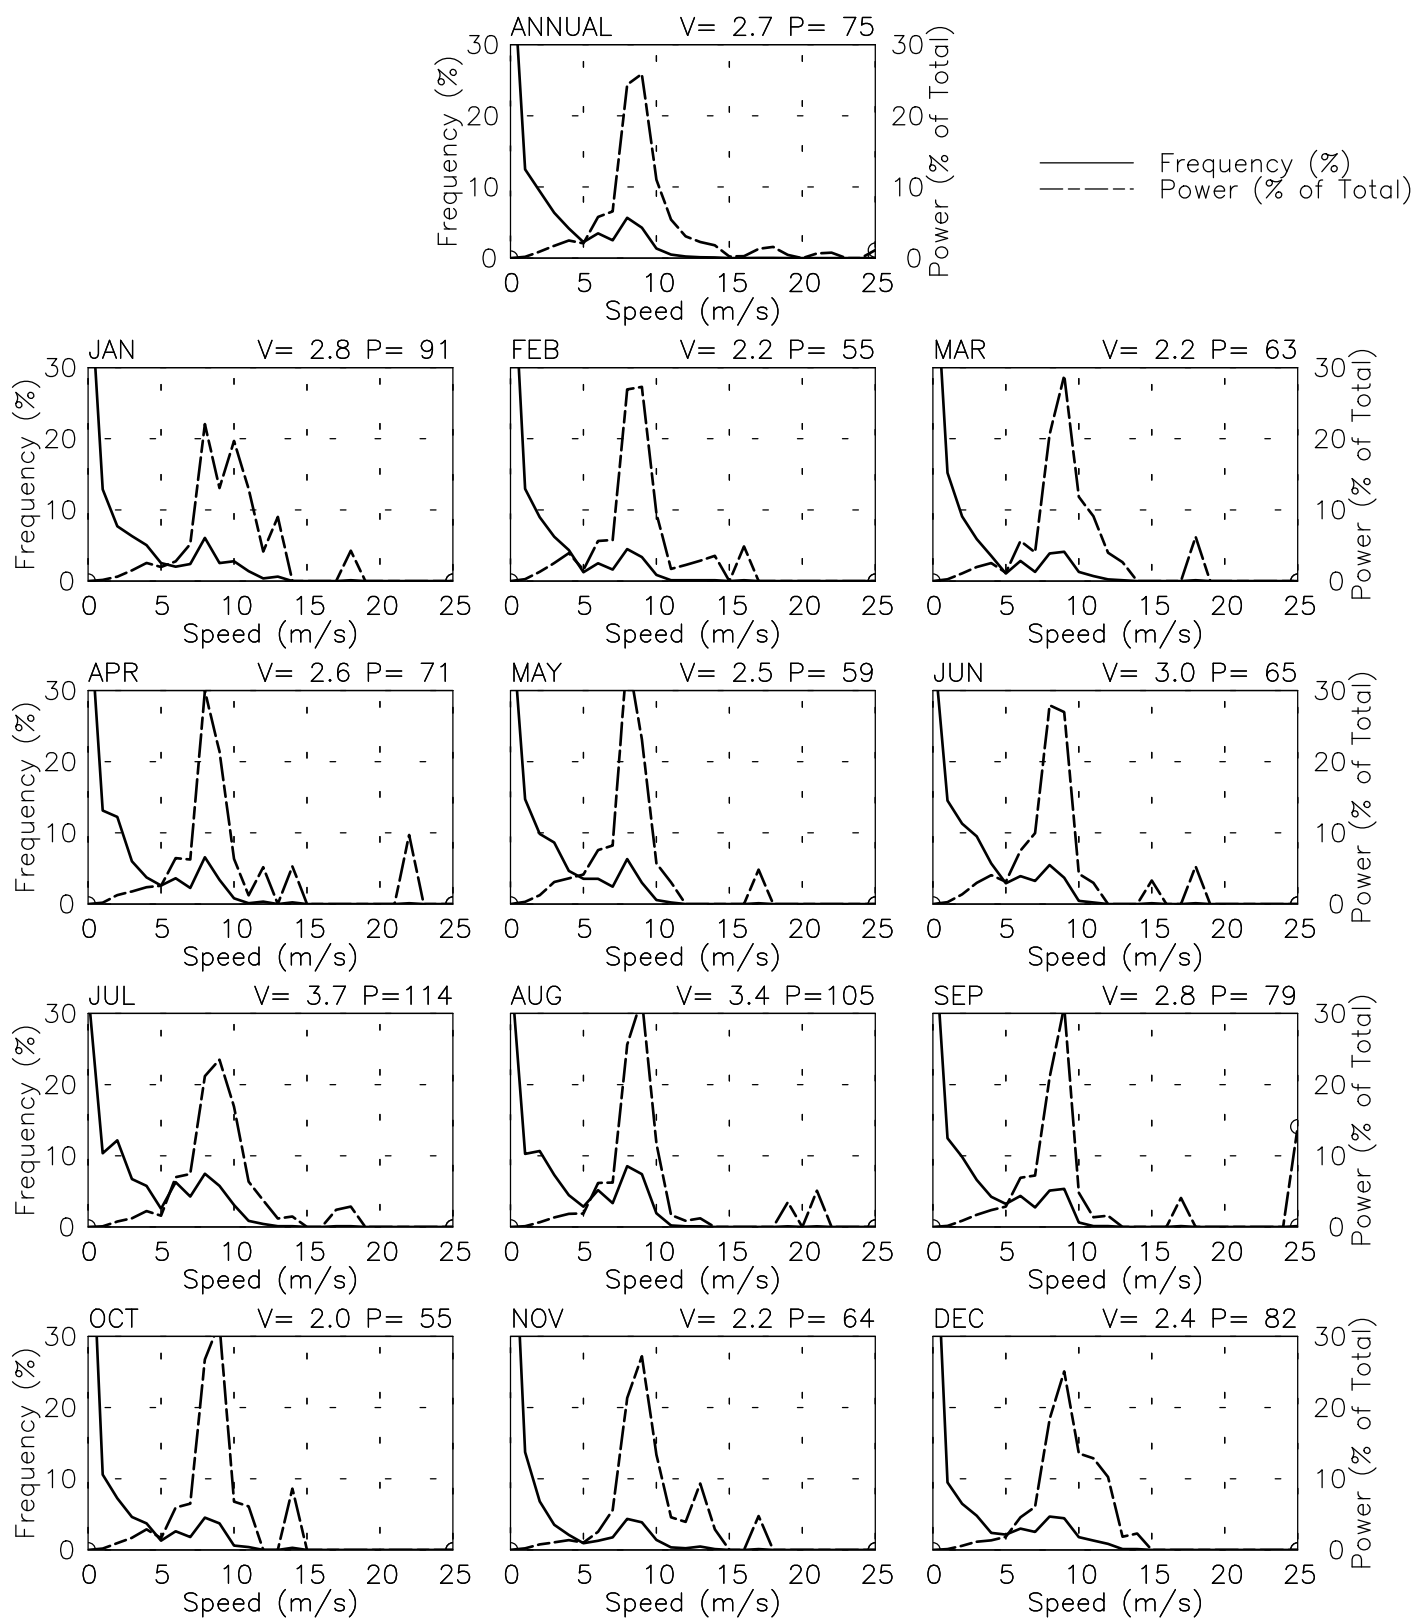 ANNUAL V= 2.7 P= 75
Frequency (%)
30
20
10
0
30
20
10
0
Power (% of Total)
0 5 10 15 20 25
Speed (m/s)
Frequency (%)
Power (% of Total)
JAN V= 2.8 P= 91
Frequency (%)
30
20
10
0
0 5 10 15 20 25
Speed (m/s)
FEB V= 2.2 P= 55
0 5 10 15 20 25
Speed (m/s)
MAR V= 2.2 P= 63
30
20
10
0
Power (% of Total)
0 5 10 15 20 25
Speed (m/s)
APR V= 2.6 P= 71
Frequency (%)
30
20
10
0
0 5 10 15 20 25
Speed (m/s)
MAY V= 2.5 P= 59
0 5 10 15 20 25
Speed (m/s)
JUN V= 3.0 P= 65
30
20
10
0
Power (% of Total)
0 5 10 15 20 25
Speed (m/s)
JUL V= 3.7 P=114
Frequency (%)
30
20
10
0
0 5 10 15 20 25
Speed (m/s)
AUG V= 3.4 P=105
0 5 10 15 20 25
Speed (m/s)
SEP V= 2.8 P= 79
30
20
10
0
Power (% of Total)
0 5 10 15 20 25
Speed (m/s)
OCT V= 2.0 P= 55
Frequency (%)
30
20
10
0
0 5 10 15 20 25
Speed (m/s)
NOV V= 2.2 P= 64
0 5 10 15 20 25
Speed (m/s)
DEC V= 2.4 P= 82
30
20
10
0
Power (% of Total)
0 5 10 15 20 25
Speed (m/s)